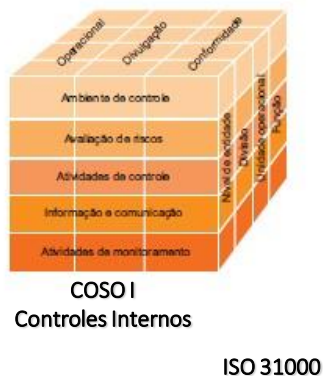 Operacional
Divulgação
Conformidade
Ambiente de controle
Avaliação de riscos
Atividades de controle
Informação e comunicação
Atividades de monitoramento
Nível de entidade
Divisão
Unidade operacional
Função
COSO I
Controles Internos
ISO 31000